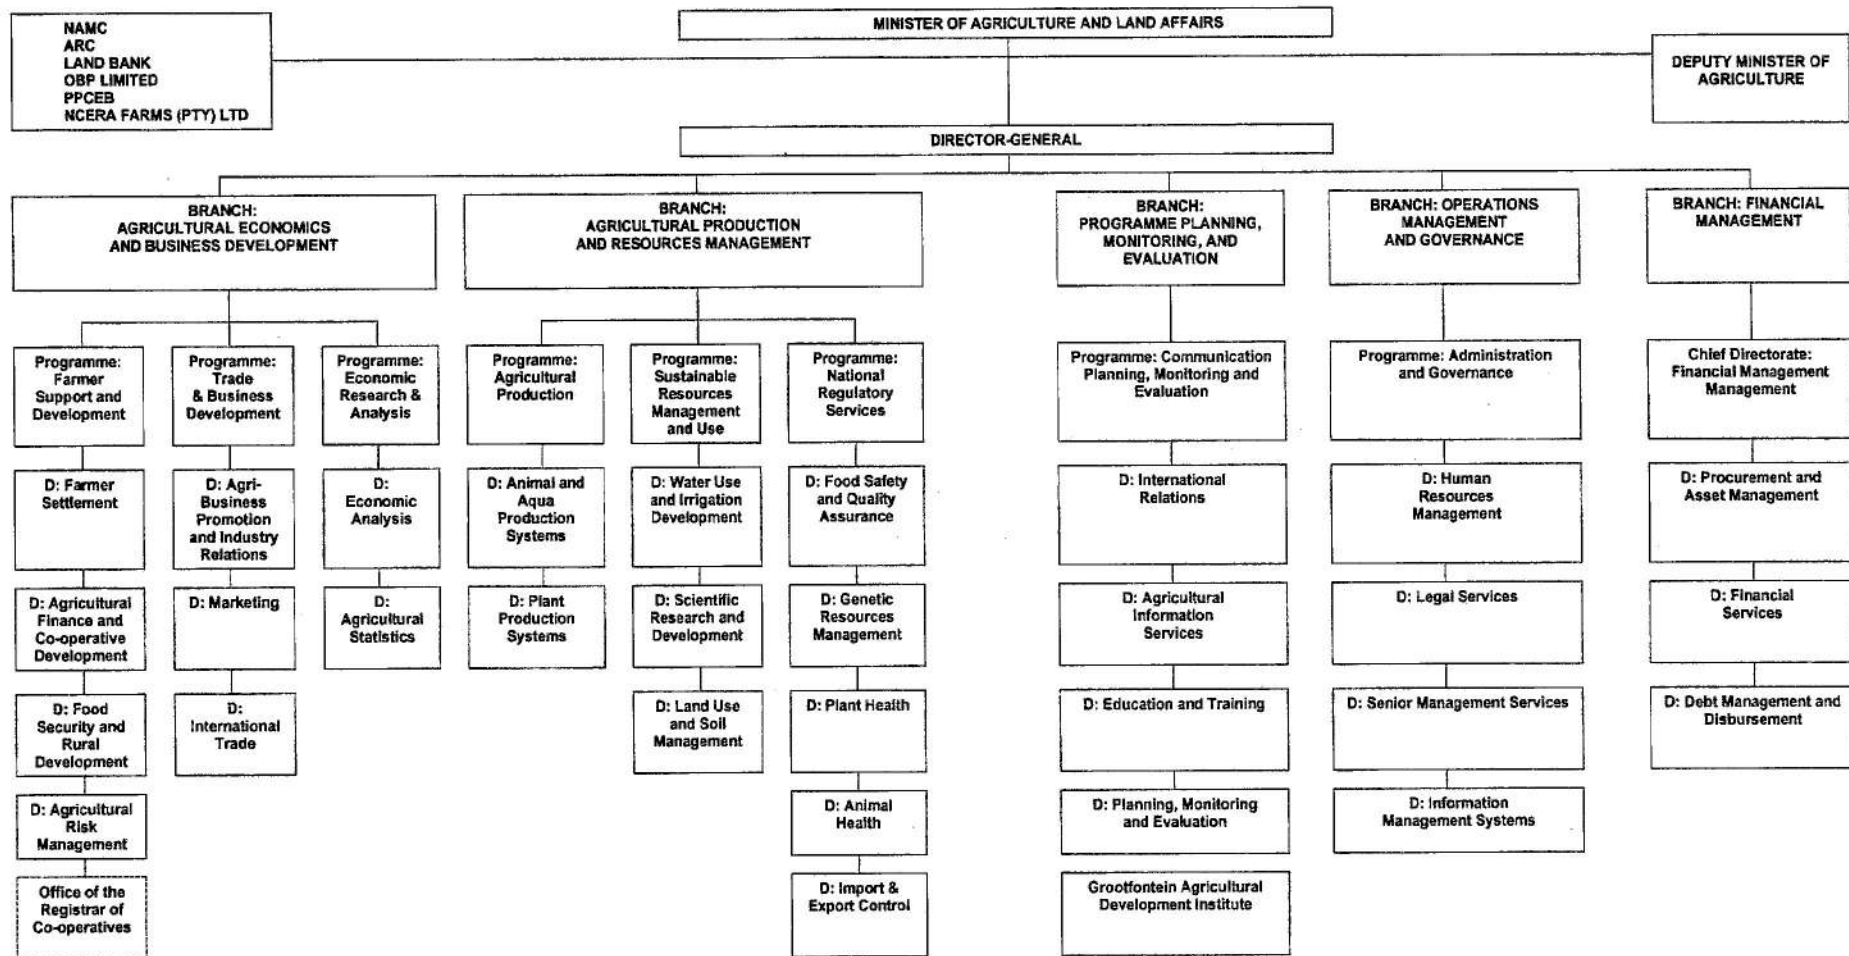 NAMC
ARC
LAND BANK
OBP LIMITED
PPCEB
NCERA FARMS (PTY) LTD
MINISTER OF AGRICULTURE AND LAND AFFAIRS
DEPUTY MINISTER OF
AGRICULTURE
DIRECTOR-GENERAL
BRANCH:
AGRICULTURAL ECONOMICS
AND BUSINESS DEVELOPMENT
BRANCH:
AGRICULTURAL PRODUCTION
AND RESOURCES MANAGEMENT
BRANCH:
PROGRAMME PLANNING,
MONITORING, AND
EVALUATION
BRANCH: OPERATIONS
MANAGEMENT
AND GOVERNANCE
BRANCH: FINANCIAL
MANAGEMENT
Programme:
Farmer
Support and
Development
Programme:
Trade
& Business
Development
Programme:
Economic
Research &
Analysis
Programme:
Agricultural
Production
Programme:
Sustainable
Resources
Management
and Use
Programme:
National
Regulatory
Services
Programme: Communication
Planning, Monitoring and
Evaluation
Programme: Administration
and Governance
Chief Directorate:
Financial Management
Management
D: Farmer
Settlement
D: Agri-
Business
Promotion
and Industry
Relations
D:
Economic
Analysis
D: Animal and
Aqua
Production
Systems
D: Water Use
and Irrigation
Development
D: Food Safety
and Quality
Assurance
D: International
Relations
D: Human
Resources
Management
D: Procurement and
Asset Management
D: Agricultural
Finance and
Co-operative
Development
D: Marketing
D:
Agricultural
Statistics
D: Plant
Production
Systems
D: Scientific
Research and
Development
D: Genetic
Resources
Management
D: Agricultural
Information
Services
D: Legal Services
D: Financial
Services
D: Food
Security and
Rural
Development
D:
International
Trade
D: Land Use
and Soil
Management
D: Plant Health
D: Education and Training
D: Senior Management Services
D: Debt Management and
Disbursement
D: Agricultural
Risk
Management
D: Animal
Health
D: Planning, Monitoring
and Evaluation
D: Information
Management Systems
Office of the
Registrar of
Co-operatives
D: Import &
Export Control
Grootfontein Agricultural
Development Institute